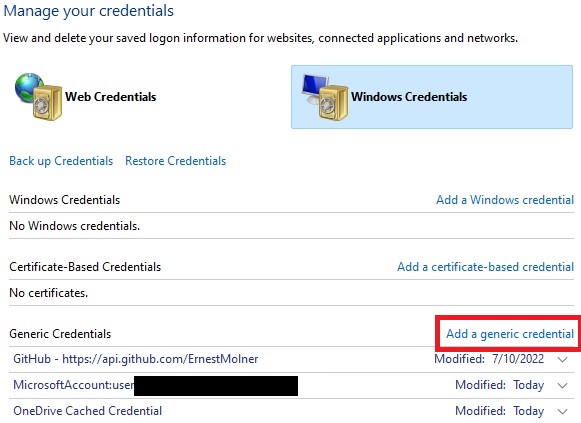 Manage your credentials
View and delete your saved logon information for websites, connected applications and networks.
Web Credentials
Windows Credentials
Back up Credentials Restore Credentials
Windows Credentials Add a Windows credential
No Windows credentials.
Certificate-Based Credentials Add a certificate-based credential
No certificates.
Generic Credentials Add a generic credential
GitHub - https://api.github.com/ErnestMolner Modified: 7/10/2022
MicrosoftAccount:user Modified: Today
OneDrive Cached Credential Modified: Today